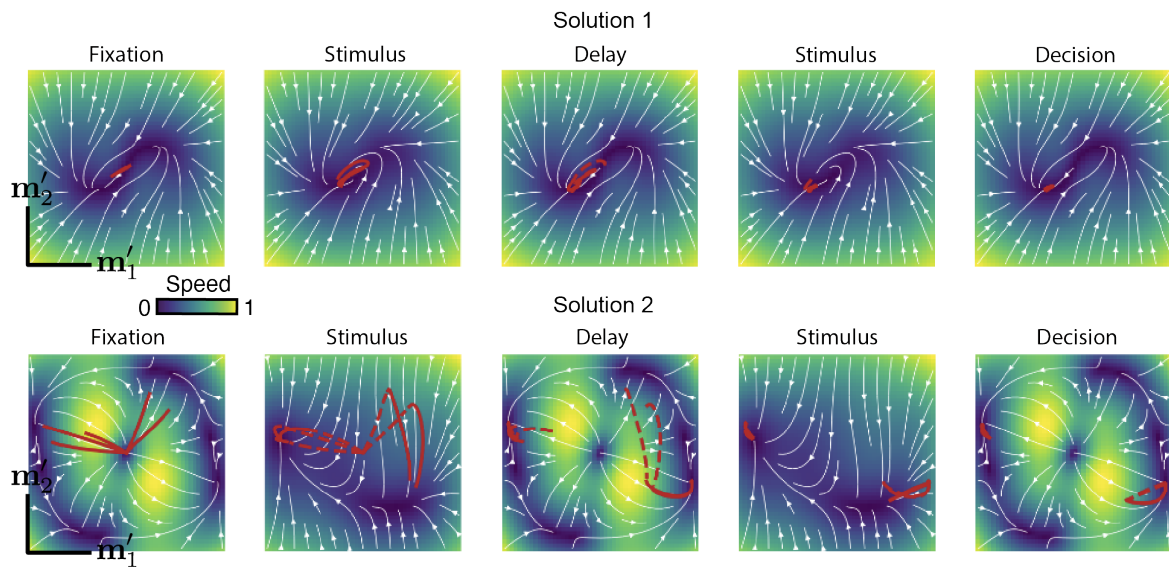 Solution 1
Fixation Stimulus Delay Stimulus Decision
m′₂
m′₁
Speed
0 1
Solution 2
Fixation Stimulus Delay Stimulus Decision
m′₂
m′₁